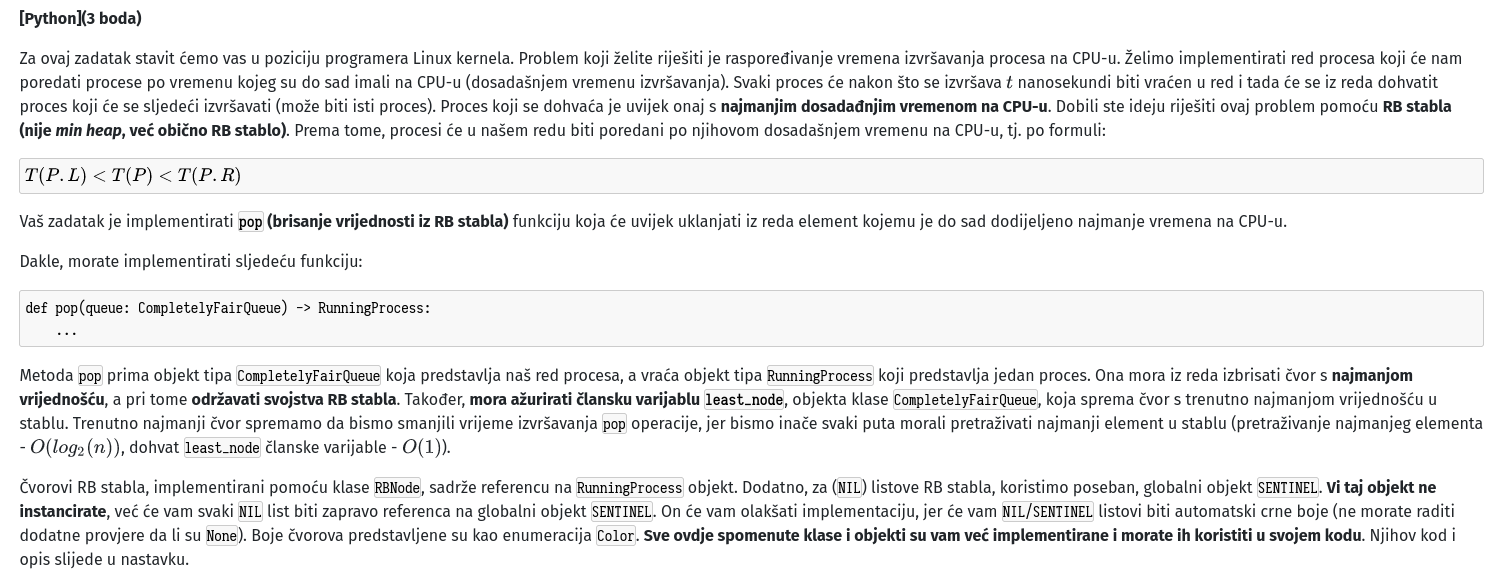 [Python](3 boda)
Za ovaj zadatak stavit ćemo vas u poziciju programera Linux kernela. Problem koji želite riješiti je raspoređivanje vremena izvršavanja procesa na CPU-u. Želimo implementirati red procesa koji će nam
poredati procese po vremenu kojeg su do sad imali na CPU-u (dosadašnjem vremenu izvršavanja). Svaki proces će nakon što se izvršava t nanosekundi biti vraćen u red i tada će se iz reda dohvatit
proces koji će se sljedeći izvršavati (može biti isti proces). Proces koji se dohvaća je uvijek onaj s najmanjim dosadađnjim vremenom na CPU-u. Dobili ste ideju riješiti ovaj problem pomoću RB stabla
(nije min heap, već obično RB stablo). Prema tome, procesi će u našem redu biti poredani po njihovom dosadašnjem vremenu na CPU-u, tj. po formuli:
T(P.L) < T(P) < T(P.R)
Vaš zadatak je implementirati pop (brisanje vrijednosti iz RB stabla) funkciju koja će uvijek uklanjati iz reda element kojemu je do sad dodijeljeno najmanje vremena na CPU-u.
Dakle, morate implementirati sljedeću funkciju:
def pop(queue: CompletelyFairQueue) -> RunningProcess:
    ...
Metoda pop prima objekt tipa CompletelyFairQueue koja predstavlja naš red procesa, a vraća objekt tipa RunningProcess koji predstavlja jedan proces. Ona mora iz reda izbrisati čvor s najmanjom
vrijednošću, a pri tome održavati svojstva RB stabla. Također, mora ažurirati člansku varijablu least_node, objekta klase CompletelyFairQueue, koja sprema čvor s trenutno najmanjom vrijednošću u
stablu. Trenutno najmanji čvor spremamo da bismo smanjili vrijeme izvršavanja pop operacije, jer bismo inače svaki puta morali pretraživati najmanji element u stablu (pretraživanje najmanjeg elementa
- O(log₂(n)), dohvat least_node članske varijable - O(1)).
Čvorovi RB stabla, implementirani pomoću klase RBNode, sadrže referencu na RunningProcess objekt. Dodatno, za (NIL) listove RB stabla, koristimo poseban, globalni objekt SENTINEL. Vi taj objekt ne
instancirate, već će vam svaki NIL list biti zapravo referenca na globalni objekt SENTINEL. On će vam olakšati implementaciju, jer će vam NIL/SENTINEL listovi biti automatski crne boje (ne morate raditi
dodatne provjere da li su None). Boje čvorova predstavljene su kao enumeracija Color. Sve ovdje spomenute klase i objekti su vam već implementirane i morate ih koristiti u svojem kodu. Njihov kod i
opis slijede u nastavku.